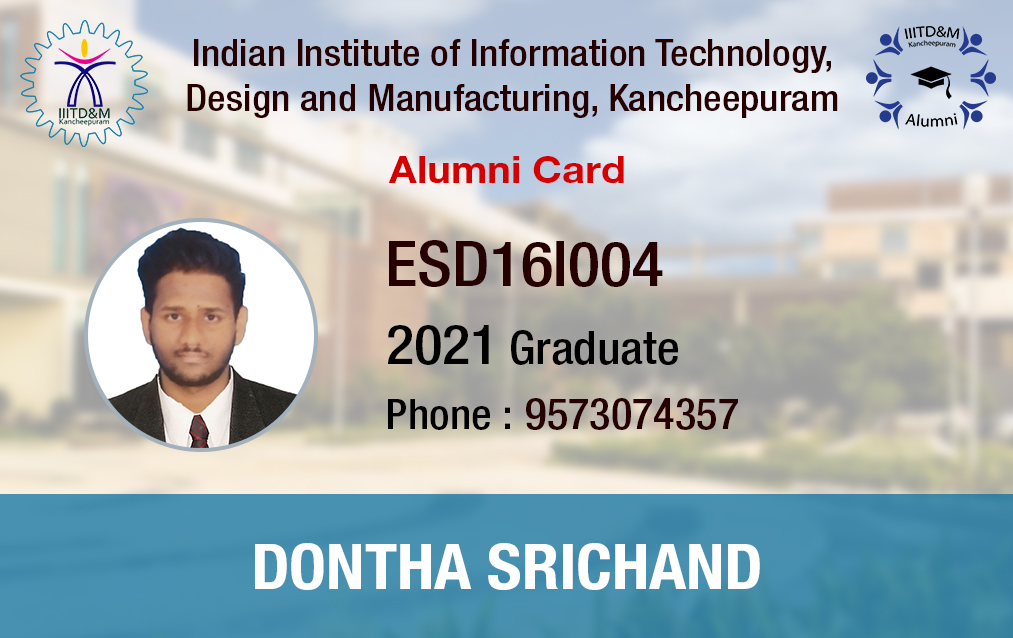 IIITD&M
Kancheepuram
Indian Institute of Information Technology,
Design and Manufacturing, Kancheepuram
IIITD&M
Kancheepuram
Alumni
Alumni Card
ESD16I004
2021 Graduate
Phone : 9573074357
DONTHA SRICHAND